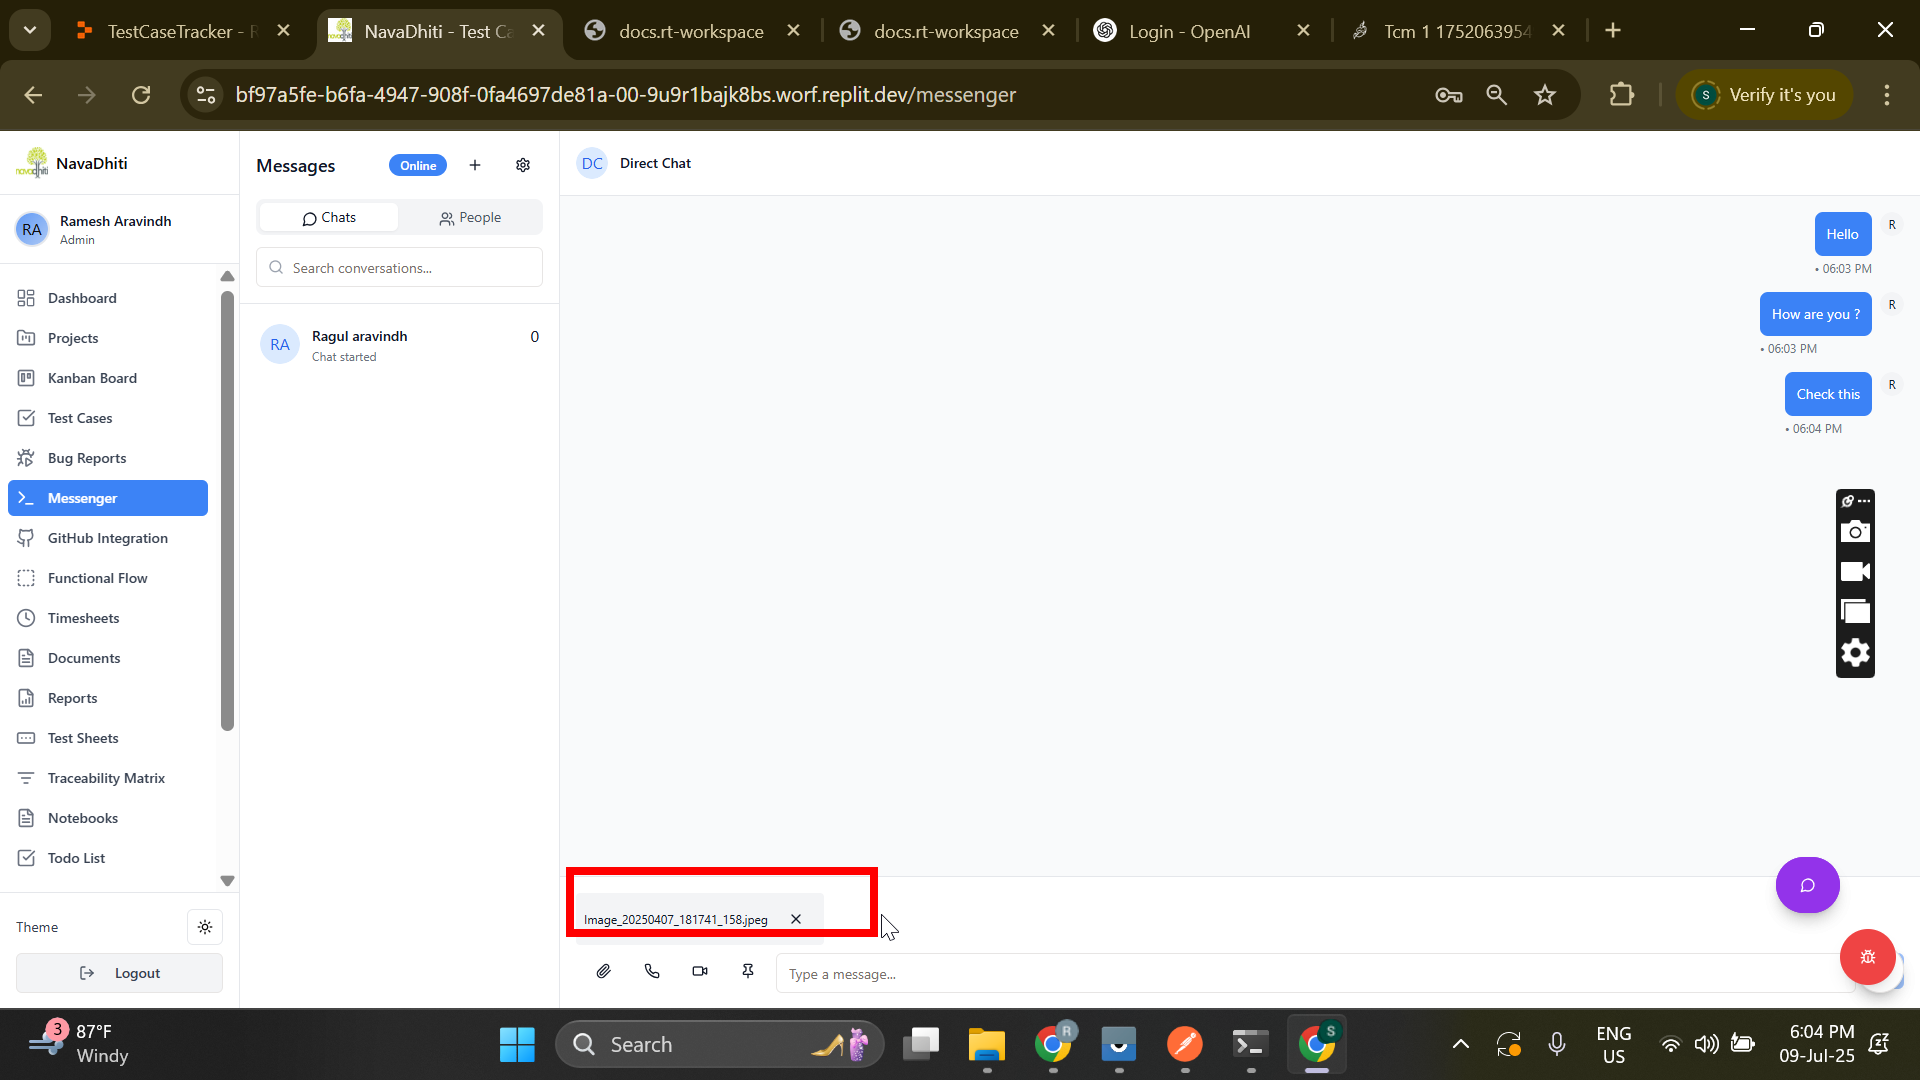 TestCaseTracker - R
NavaDhiti - Test Ca
docs.rt-workspace
docs.rt-workspace
Login - OpenAI
Tcm 1 1752063954
bf97a5fe-b6fa-4947-908f-0fa4697de81a-00-9u9r1bajk8bs.worf.replit.dev/messenger
S
Verify it's you
navadhiti
NavaDhiti
RA
Ramesh Aravindh
Admin
Dashboard
Projects
Kanban Board
Test Cases
Bug Reports
Messenger
GitHub Integration
Functional Flow
Timesheets
Documents
Reports
Test Sheets
Traceability Matrix
Notebooks
Todo List
Theme
Logout
Messages
Online
Chats
People
Search conversations...
RA
Ragul aravindh
0
Chat started
DC
Direct Chat
Hello
R
• 06:03 PM
How are you ?
R
• 06:03 PM
Check this
R
• 06:04 PM
Image_20250407_181741_158.jpeg
Type a message...
3
87°F
Windy
Search
R
S
ENG
US
6:04 PM
09-Jul-25